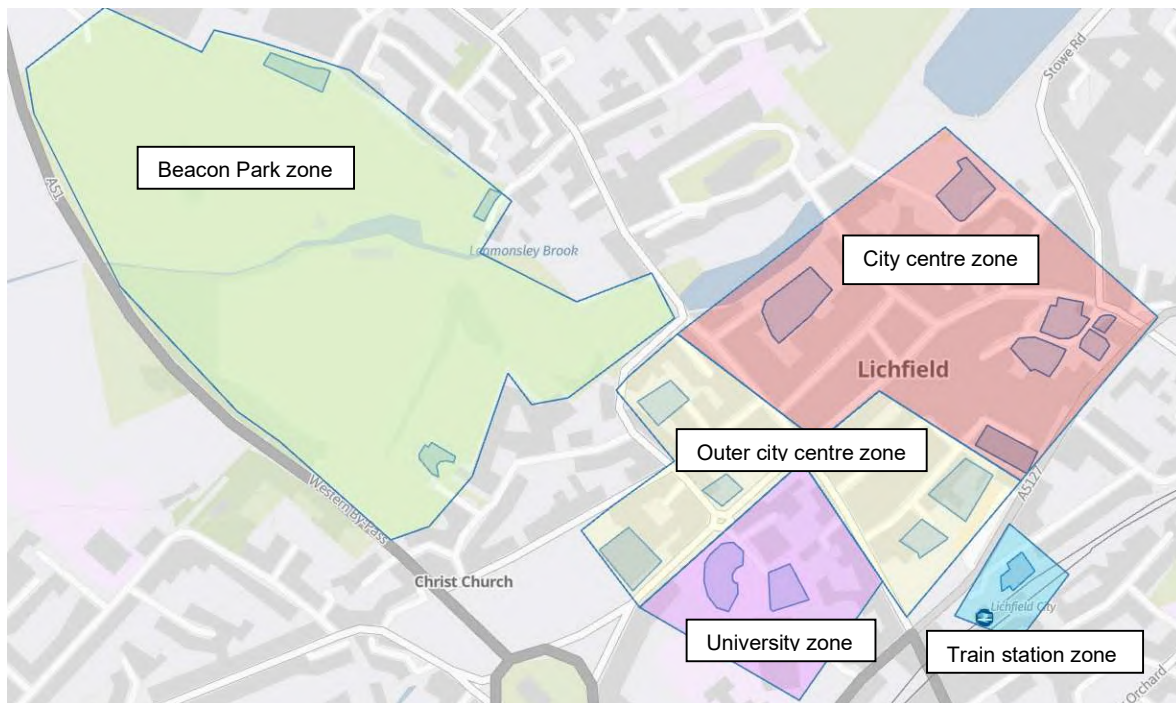 Stowe Rd
Beacon Park zone
A51
Leomonsley Brook
City centre zone
Lichfield
Outer city centre zone
A5127
Western By-Pass
Christ Church
Lichfield City
University zone
Train station zone
Orchard